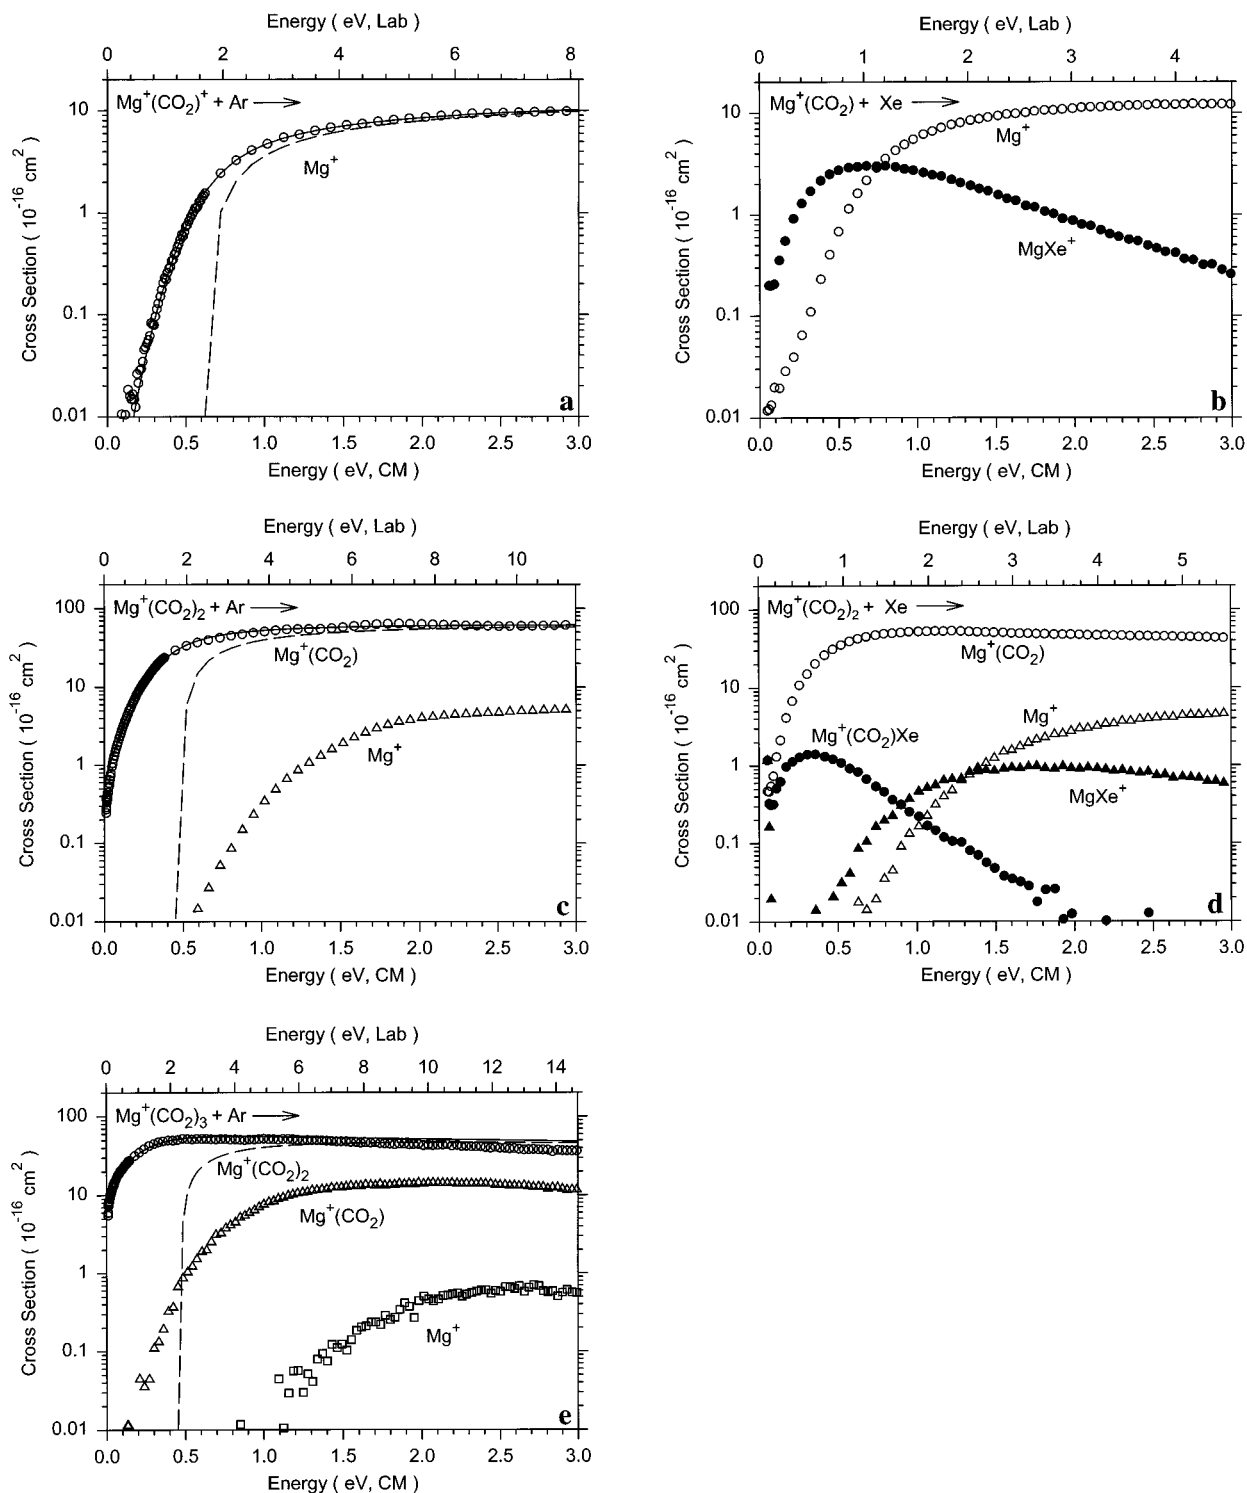 Energy ( eV, Lab )
0 2 4 6 8
Mg⁺(CO₂)⁺ + Ar ⟶
Mg⁺
Cross Section ( 10⁻¹⁶ cm² )
10
1
0.1
0.01
a
0.0 0.5 1.0 1.5 2.0 2.5 3.0
Energy ( eV, CM )
Energy ( eV, Lab )
0 1 2 3 4
Mg⁺(CO₂) + Xe ⟶
Mg⁺
MgXe⁺
Cross Section ( 10⁻¹⁶ cm² )
10
1
0.1
0.01
b
0.0 0.5 1.0 1.5 2.0 2.5 3.0
Energy ( eV, CM )
Energy ( eV, Lab )
0 2 4 6 8 10
Mg⁺(CO₂)₂ + Ar ⟶
Mg⁺(CO₂)
Mg⁺
Cross Section ( 10⁻¹⁶ cm² )
100
10
1
0.1
0.01
c
0.0 0.5 1.0 1.5 2.0 2.5 3.0
Energy ( eV, CM )
Energy ( eV, Lab )
0 1 2 3 4 5
Mg⁺(CO₂)₂ + Xe ⟶
Mg⁺(CO₂)
Mg⁺
Mg⁺(CO₂)Xe
MgXe⁺
Cross Section ( 10⁻¹⁶ cm² )
100
10
1
0.1
0.01
d
0.0 0.5 1.0 1.5 2.0 2.5 3.0
Energy ( eV, CM )
Energy ( eV, Lab )
0 2 4 6 8 10 12 14
Mg⁺(CO₂)₃ + Ar ⟶
Mg⁺(CO₂)₂
Mg⁺(CO₂)
Mg⁺
Cross Section ( 10⁻¹⁶ cm² )
100
10
1
0.1
0.01
e
0.0 0.5 1.0 1.5 2.0 2.5 3.0
Energy ( eV, CM )